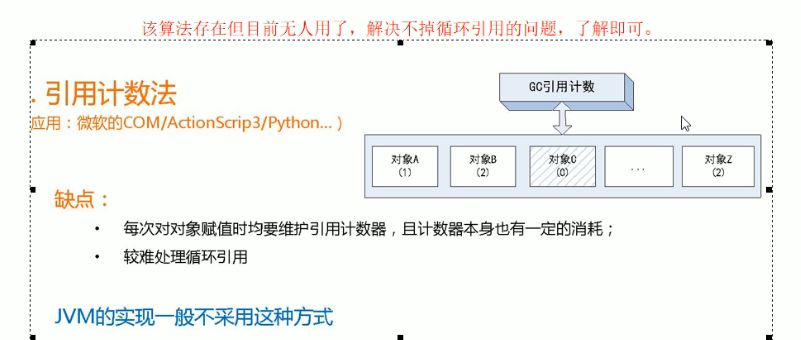 该算法存在但目前无人用了，解决不掉循环引用的问题，了解即可。
. 引用计数法
应用：微软的COM/ActionScrip3/Python…）
GC引用计数
对象A
(1)
对象B
(2)
对象C
(0)
...
对象Z
(2)
缺点：
• 每次对对象赋值时均要维护引用计数器，且计数器本身也有一定的消耗；
• 较难处理循环引用
JVM的实现一般不采用这种方式